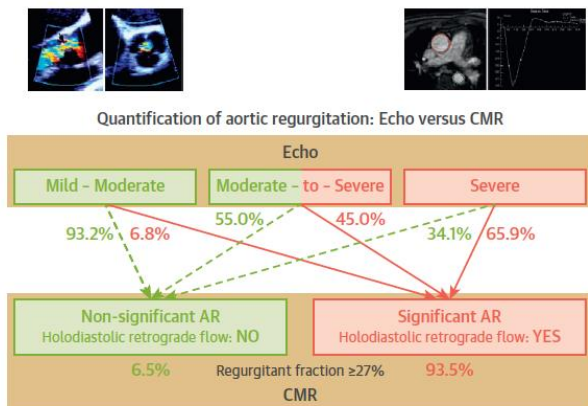 Quantification of aortic regurgitation: Echo versus CMR
Echo
Mild – Moderate
Moderate – to – Severe
Severe
93.2% 6.8%
55.0%
45.0%
34.1% 65.9%
Non-significant AR
Holodiastolic retrograde flow: NO
Significant AR
Holodiastolic retrograde flow: YES
6.5%
Regurgitant fraction ≥27%
93.5%
CMR